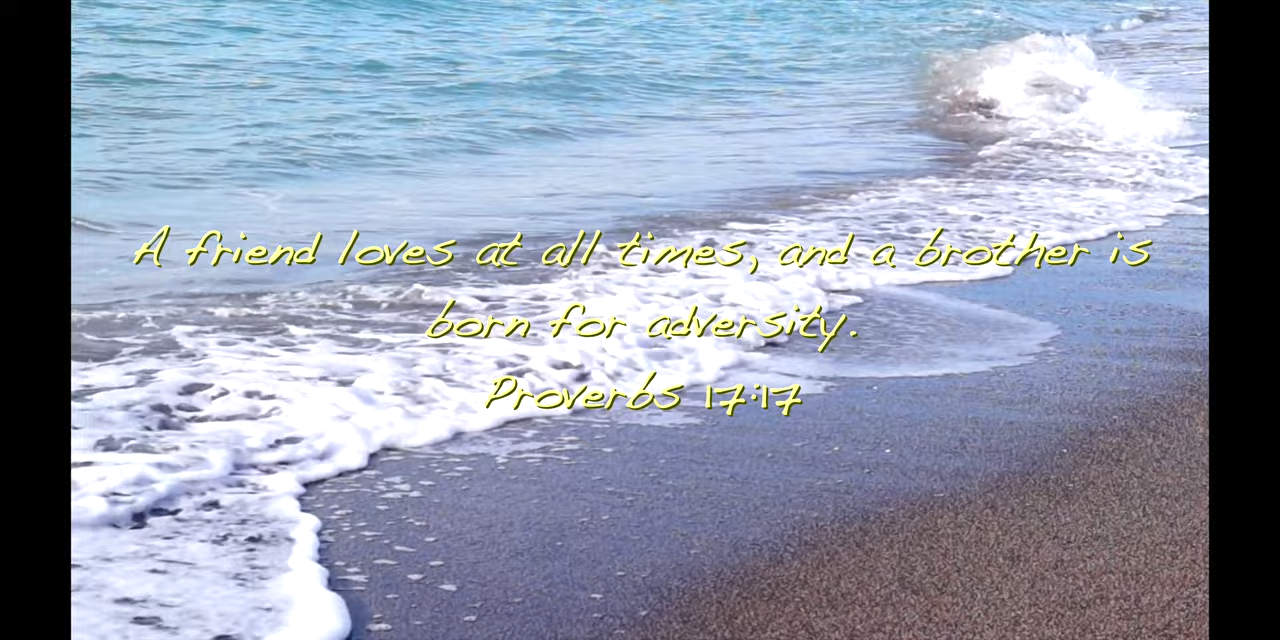 A friend loves at all times, and a brother is
born for adversity.
Proverbs 17:17